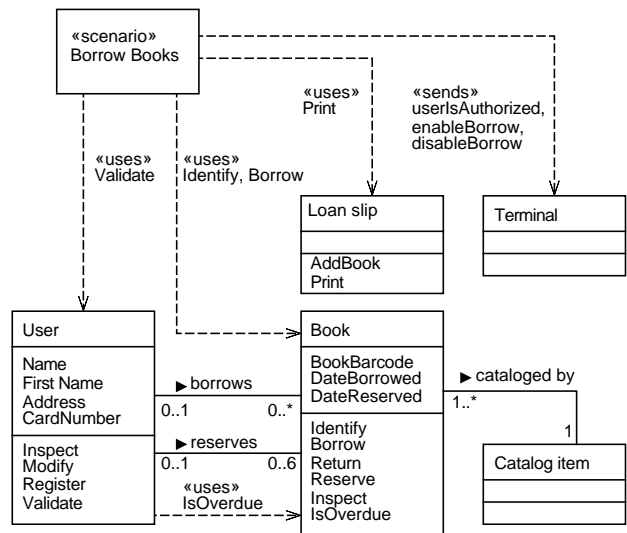 «scenario»
Borrow Books
«uses»
Print
«sends»
userIsAuthorized,
enableBorrow,
disableBorrow
«uses»
Validate
«uses»
Identify, Borrow
Loan slip
AddBook
Print
Terminal
User
Name
First Name
Address
CardNumber
Inspect
Modify
Register
Validate
▶ borrows
0..1
0..*
▶ reserves
0..1
0..6
«uses»
IsOverdue
Book
BookBarcode
DateBorrowed
DateReserved
Identify
Borrow
Return
Reserve
Inspect
IsOverdue
▶ cataloged by
1..*
1
Catalog item